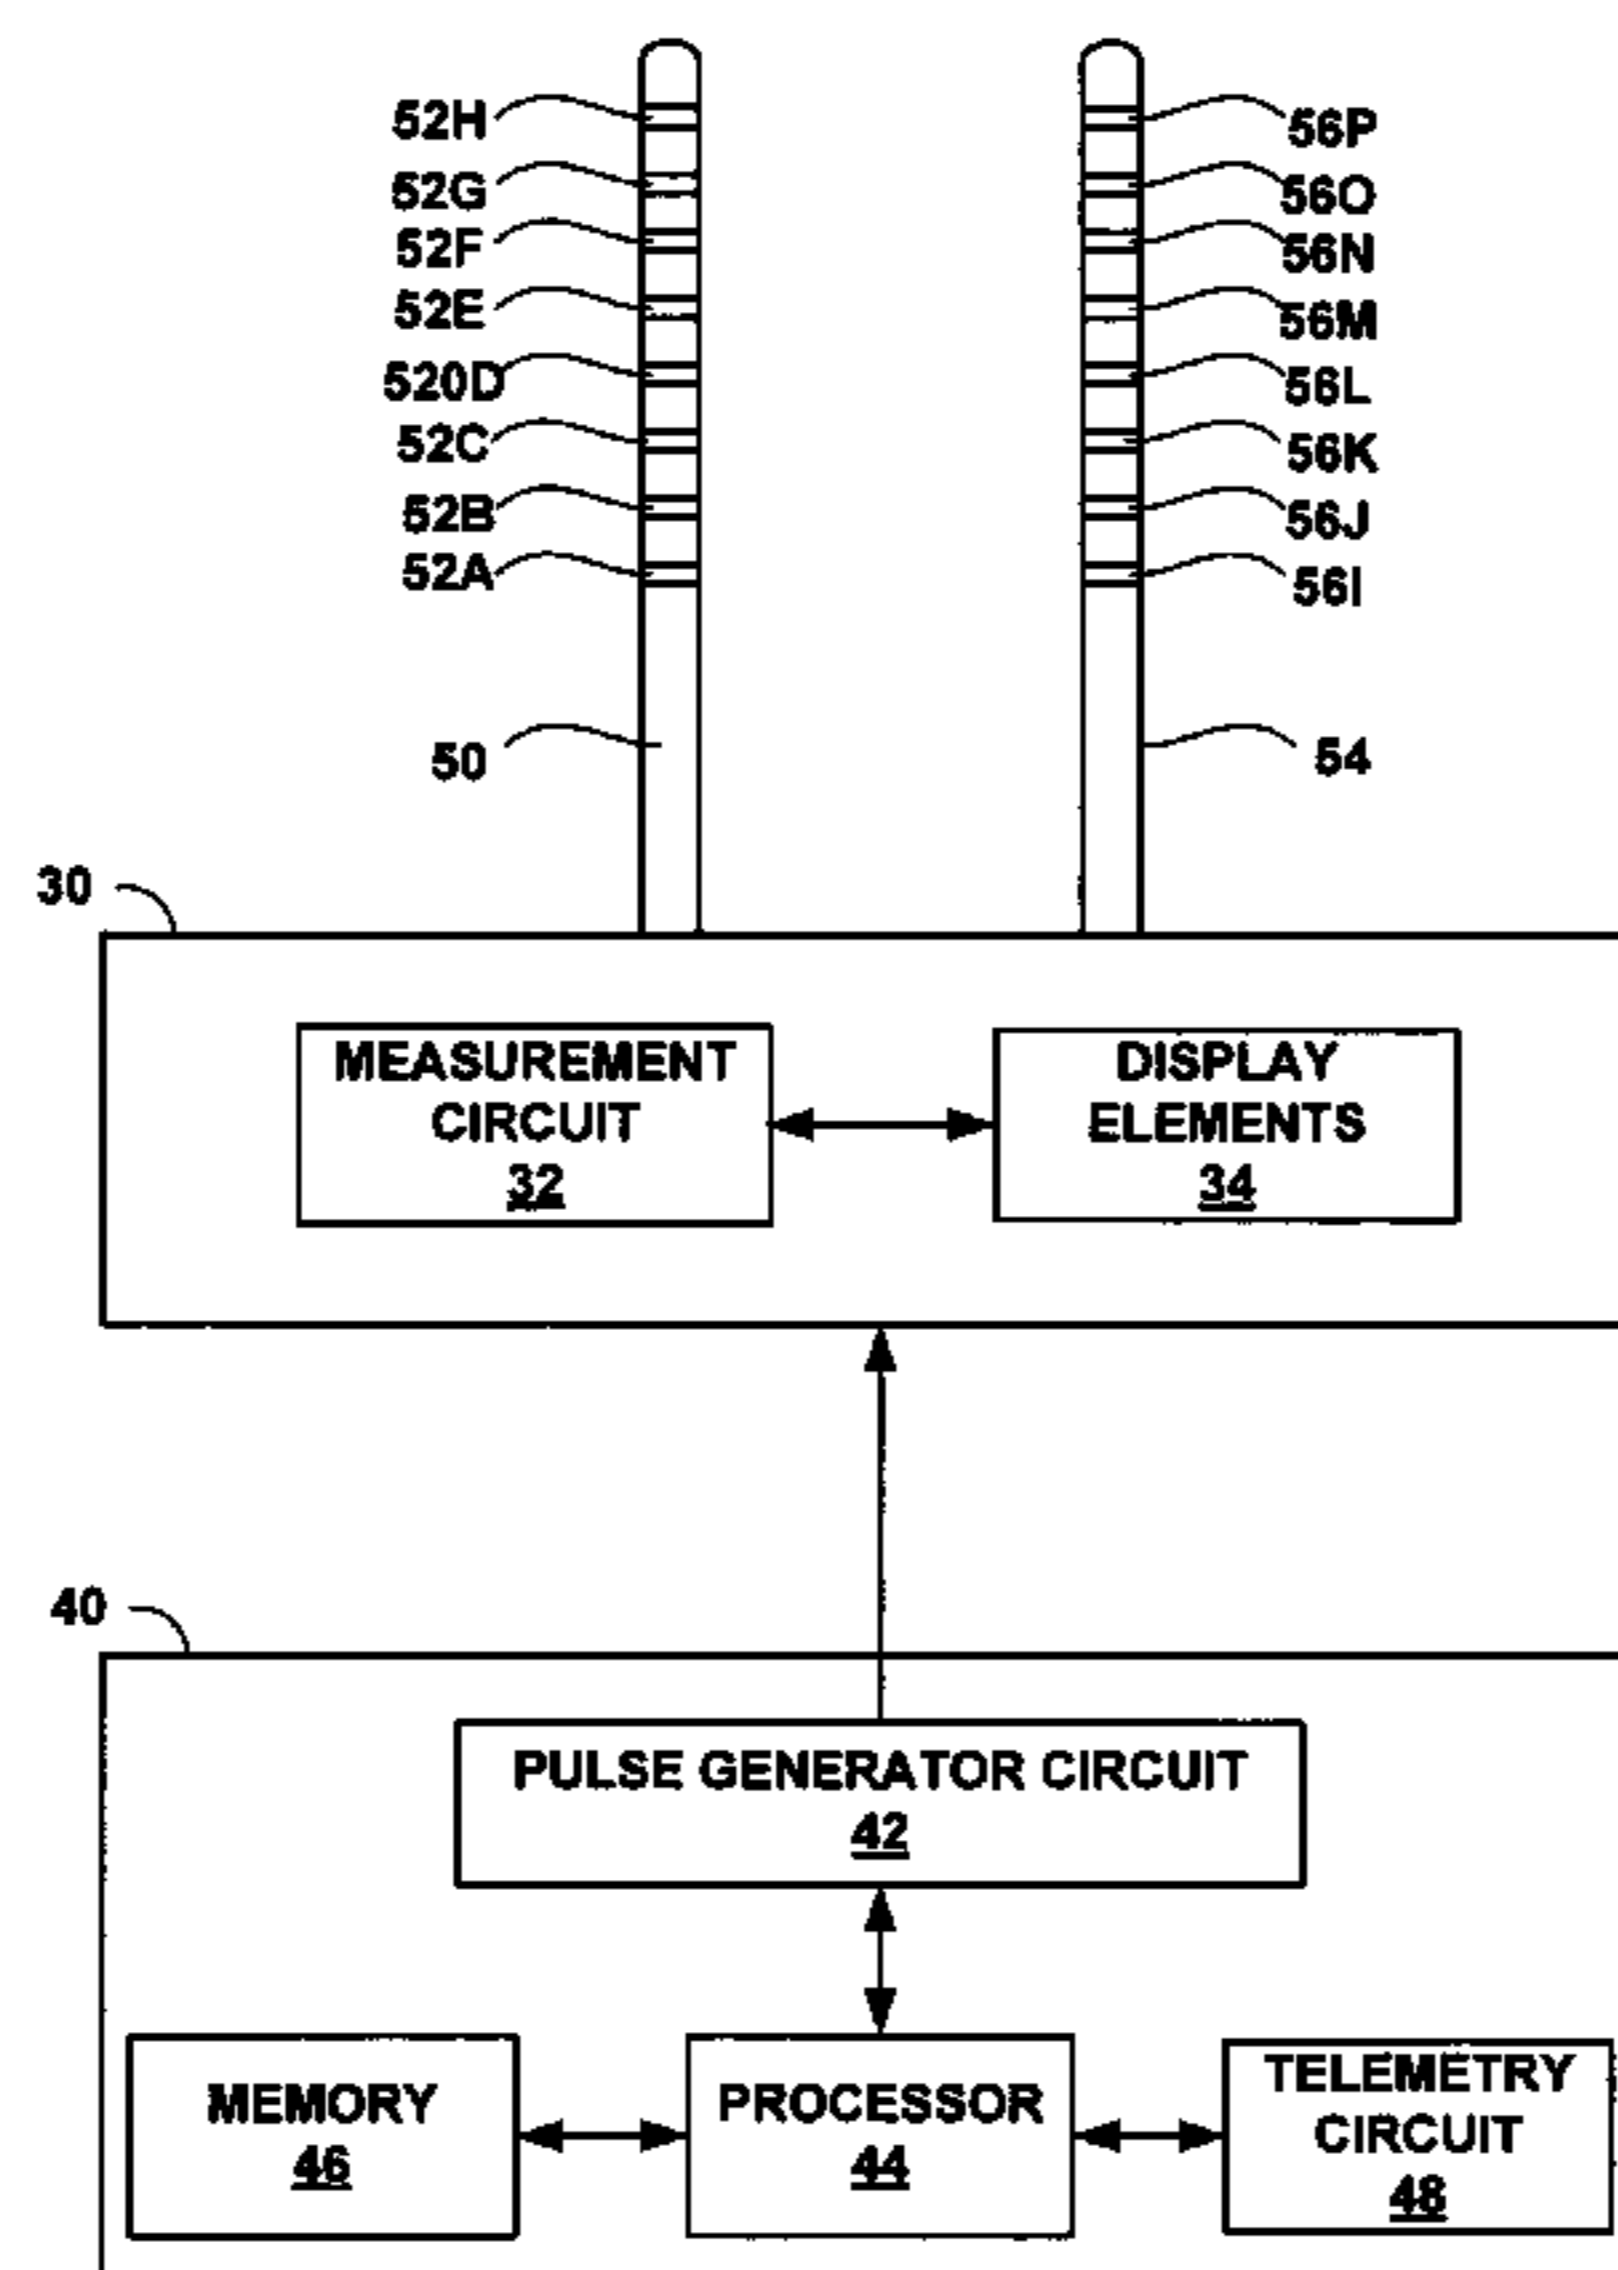 52H
56P
52G
56O
52F
56N
52E
56M
520D
56L
52C
56K
52B
56J
52A
56I
50
54
30
MEASUREMENT
CIRCUIT
32
DISPLAY
ELEMENTS
34
40
PULSE GENERATOR CIRCUIT
42
MEMORY
46
PROCESSOR
44
TELEMETRY
CIRCUIT
48